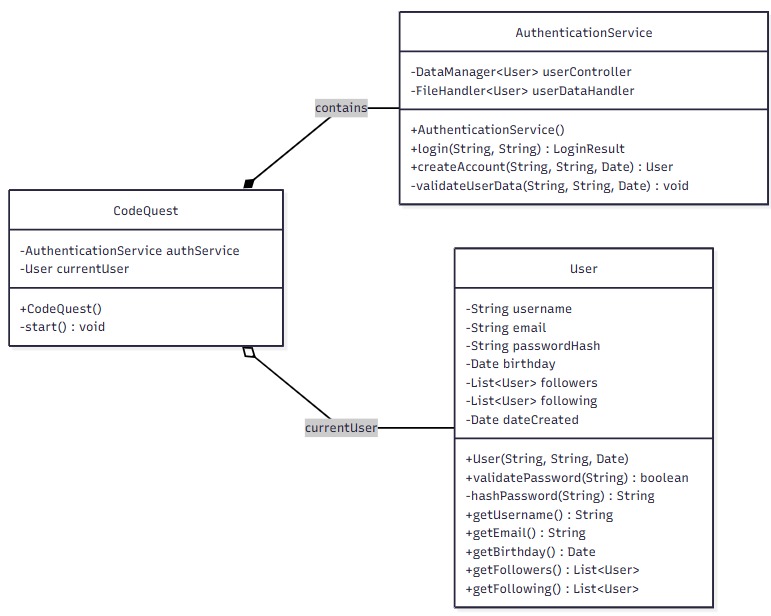 AuthenticationService
-DataManager<User> userController
-FileHandler<User> userDataHandler
+AuthenticationService()
+login(String, String) : LoginResult
+createAccount(String, String, Date) : User
-validateUserData(String, String, Date) : void
contains
CodeQuest
-AuthenticationService authService
-User currentUser
+CodeQuest()
-start() : void
currentUser
User
-String username
-String email
-String passwordHash
-Date birthday
-List<User> followers
-List<User> following
-Date dateCreated
+User(String, String, Date)
+validatePassword(String) : boolean
-hashPassword(String) : String
+getUsername() : String
+getEmail() : String
+getBirthday() : Date
+getFollowers() : List<User>
+getFollowing() : List<User>